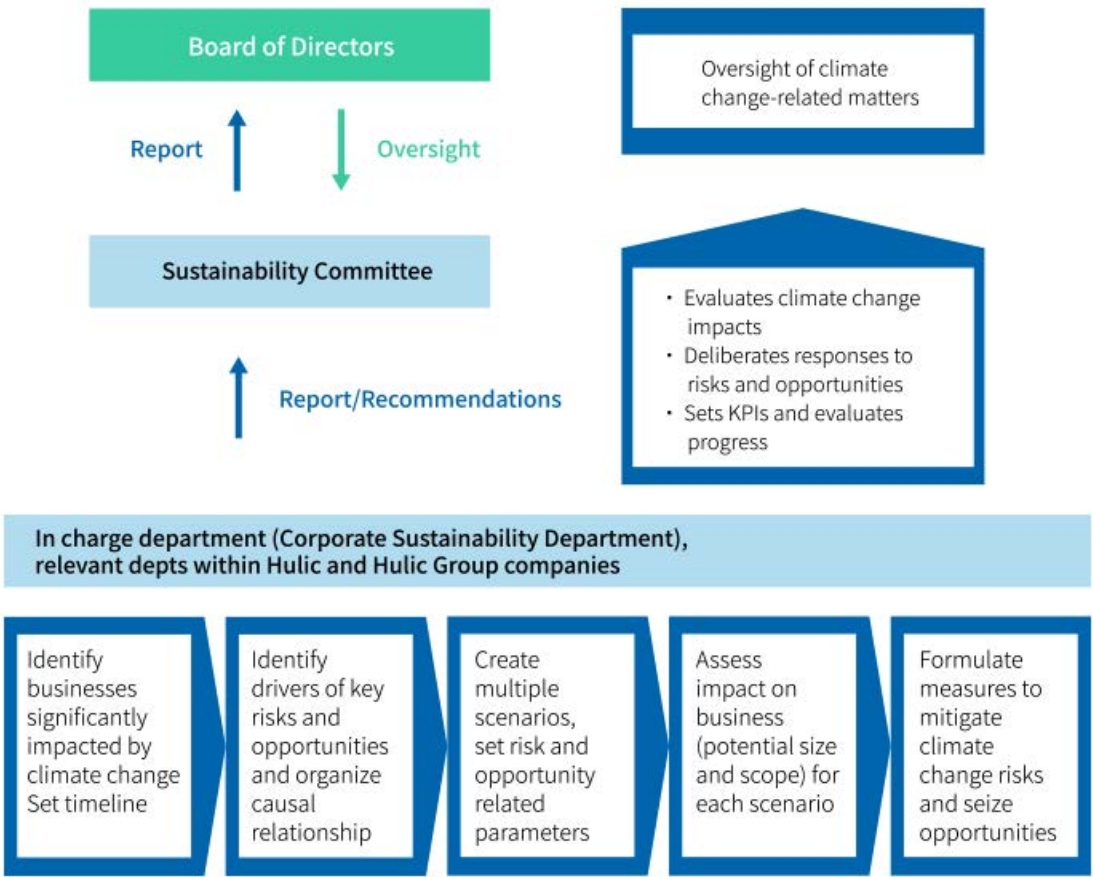 Board of Directors
Oversight of climate
change-related matters
Report
Oversight
Sustainability Committee
・ Evaluates climate change
impacts
・ Deliberates responses to
risks and opportunities
・ Sets KPIs and evaluates
progress
Report/Recommendations
In charge department (Corporate Sustainability Department),
relevant depts within Hulic and Hulic Group companies
Identify
businesses
significantly
impacted by
climate change
Set timeline
Identify
drivers of key
risks and
opportunities
and organize
causal
relationship
Create
multiple
scenarios,
set risk and
opportunity
related
parameters
Assess
impact on
business
(potential size
and scope) for
each scenario
Formulate
measures to
mitigate
climate
change risks
and seize
opportunities